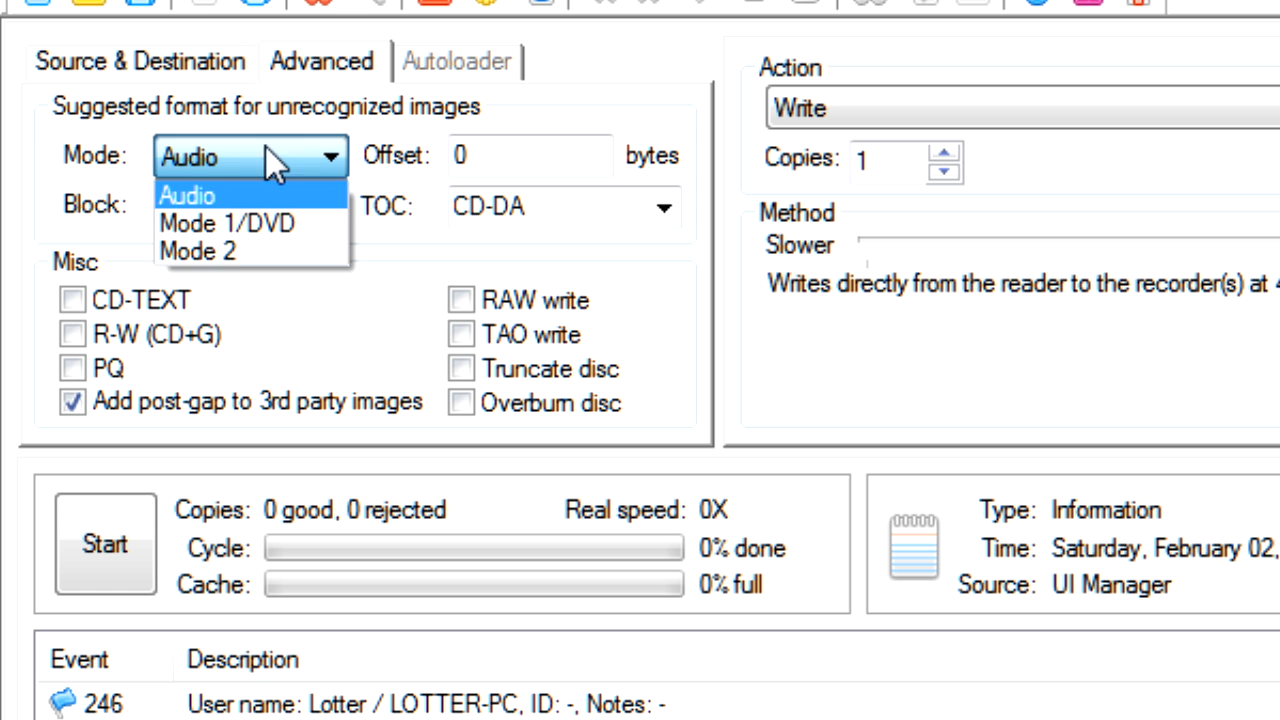 Source & Destination Advanced Autoloader
Suggested format for unrecognized images
Mode: Audio Offset: 0 bytes
Audio
Mode 1/DVD
Mode 2
Block: TOC: CD-DA
Misc
CD-TEXT RAW write
R-W (CD+G) TAO write
PQ Truncate disc
Add post-gap to 3rd party images Overburn disc
Action
Write
Copies: 1
Method
Slower
Writes directly from the reader to the recorder(s) at
Start
Copies: 0 good, 0 rejected Real speed: 0X
Cycle: 0% done
Cache: 0% full
Type: Information
Time: Saturday, February 02,
Source: UI Manager
Event Description
246 User name: Lotter / LOTTER-PC, ID: -, Notes: -